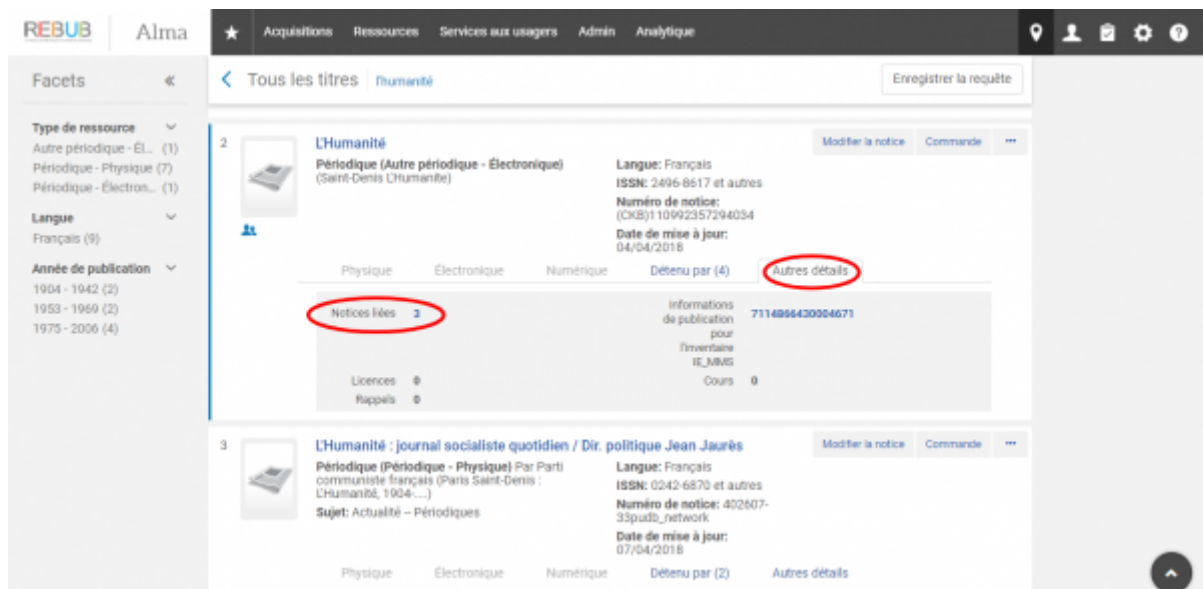 REBUB Alma
Acquisitions Ressources Services aux usagers Admin Analytique
Facets «
Tous les titres l'humanité
Enregistrer la requête
Type de ressource
Autre périodique - Él... (1)
Périodique - Physique (7)
Périodique - Électron... (1)
Langue
Français (9)
Année de publication
1904 - 1942 (2)
1953 - 1969 (2)
1975 - 2006 (4)
2
L'Humanité
Modifier la notice Commande ...
Périodique (Autre périodique - Électronique)
(Saint-Denis L'Humanite)
Langue: Français
ISSN: 2496-8617 et autres
Numéro de notice:
(CKB)110992357294034
Date de mise à jour:
04/04/2018
Physique Électronique Numérique Détenu par (4) Autres détails
Notices liées 3
Informations
de publication
pour
l'inventaire
IE_MMS
7114966430004671
Licences 0
Cours 0
Rappels 0
3
L'Humanité : journal socialiste quotidien / Dir. politique Jean Jaurès
Modifier la notice Commande ...
Périodique (Périodique - Physique) Par Parti
communiste français (Paris Saint-Denis :
L'Humanité, 1904-....)
Sujet: Actualité -- Périodiques
Langue: Français
ISSN: 0242-6870 et autres
Numéro de notice: 402607-
33pudb_network
Date de mise à jour:
07/04/2018
Physique Électronique Numérique Détenu par (2) Autres détails